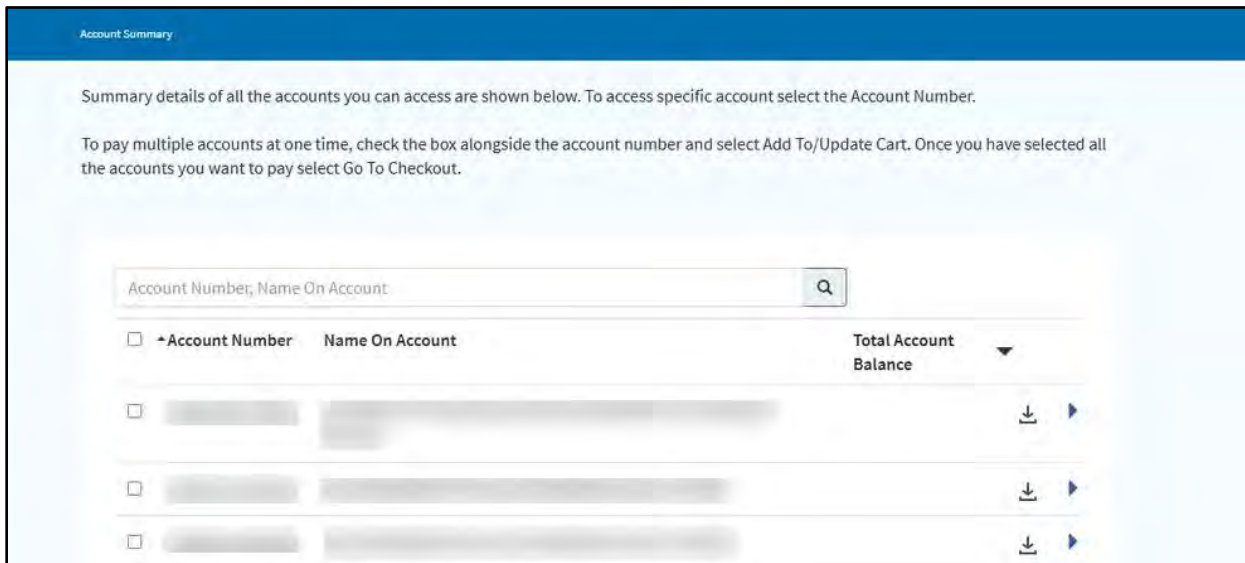 Account Summary
Summary details of all the accounts you can access are shown below. To access specific account select the Account Number.
To pay multiple accounts at one time, check the box alongside the account number and select Add To/Update Cart. Once you have selected all
the accounts you want to pay select Go To Checkout.
Account Number, Name On Account
Account Number Name On Account Total Account
Balance